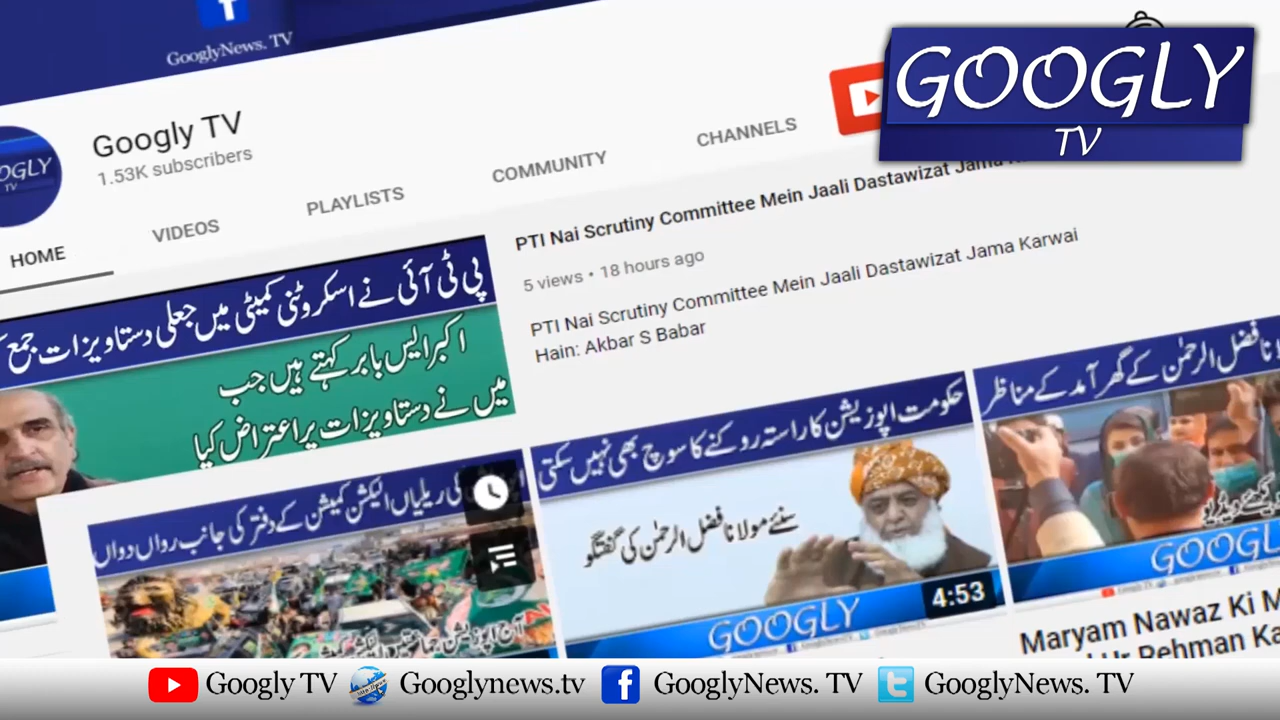 GooglyNews. TV
GOOGLY
TV
Googly TV
1.53K subscribers
HOME
VIDEOS
PLAYLISTS
COMMUNITY
CHANNELS
PTI Nai Scrutiny Committee Mein Jaali Dastawizat Jama
5 views • 18 hours ago
PTI Nai Scrutiny Committee Mein Jaali Dastawizat Jama Karwai
Hain: Akbar S Babar
پی ٹی آئی نے اسکروٹنی کمیٹی میں جعلی دستاویزات جمع
اکبر ایس بابر کہتے ہیں جب
میں نے دستاویزات پر اعتراض کیا
کی ریلیاں الیکشن کمیشن کے دفتر کی جانب رواں دواں
حکومت اپوزیشن کا راستہ روکنے کا سوچ بھی نہیں سکتی
سنئے مولانا فضل الرحمٰن کی گفتگو
4:53
GOOGLY
فضل الرحمٰن کے گھر آمد کے مناظر
Maryam Nawaz Ki
Ur Rehman
Googly TV
Googlynews.tv
GooglyNews. TV
GooglyNews. TV